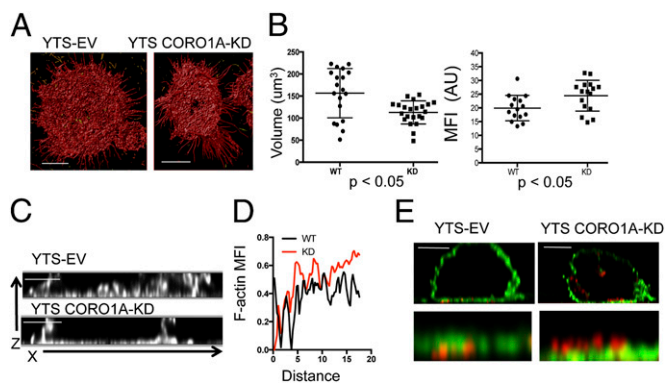 A
YTS-EV
YTS CORO1A-KD
B
Volume (um³)
250
200
150
100
50
0
WT
KD
p < 0.05
MFI (AU)
40
35
30
25
20
15
10
5
0
WT
KD
p < 0.05
C
YTS-EV
YTS CORO1A-KD
Z
X
D
F-actin MFI
0.8
0.6
0.4
0.2
0.0
WT
KD
0
5
10
15
20
Distance
E
YTS-EV
YTS CORO1A-KD